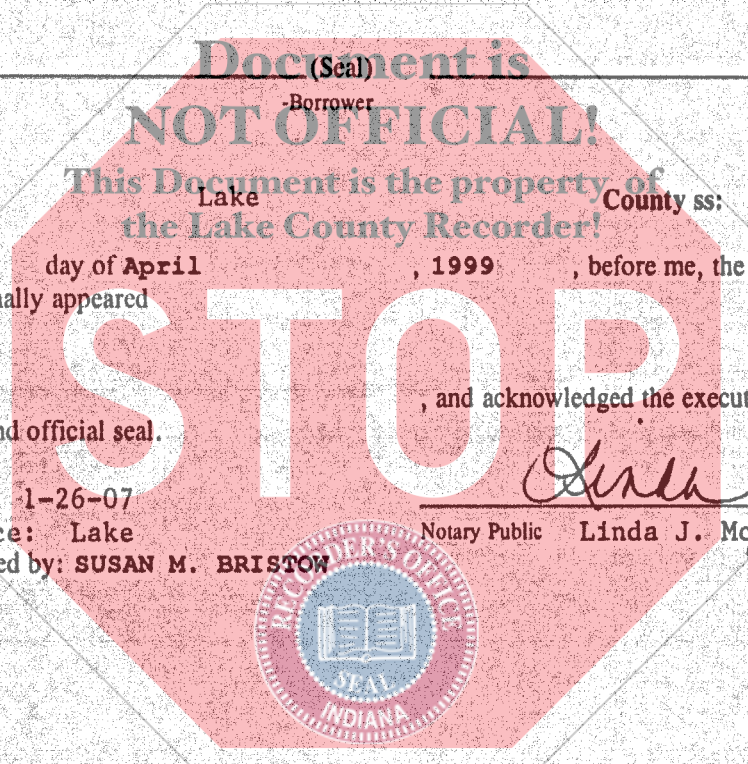 Document is
(Seal)
-Borrower
NOT OFFICIAL!
This Document is the property of
Lake County ss:
the Lake County Recorder!
day of April , 1999 , before me, the
ally appeared
STOP
, and acknowledged the execut
nd official seal.
1-26-07
Linda
ce: Lake
Notary Public Linda J. Mc
ed by: SUSAN M. BRISTOW
RECORDER'S OFFICE
SEAL
INDIANA